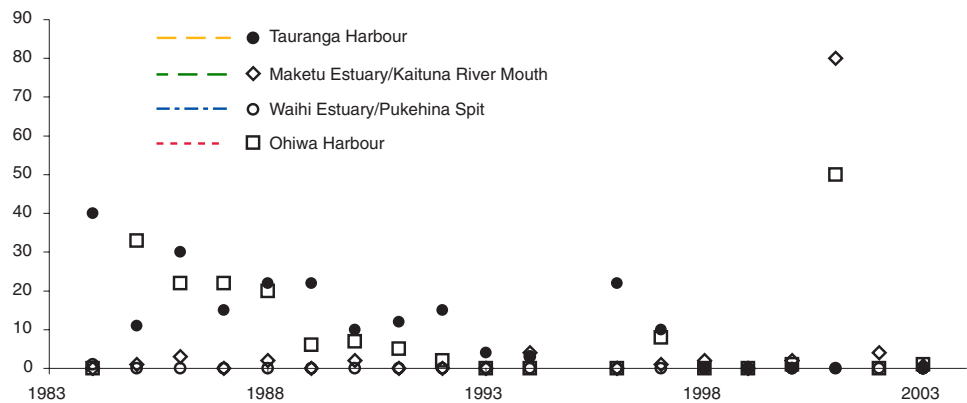 90
80
70
60
50
40
30
20
10
0
Tauranga Harbour
Maketu Estuary/Kaituna River Mouth
Waihi Estuary/Pukehina Spit
Ohiwa Harbour
1983 1988 1993 1998 2003